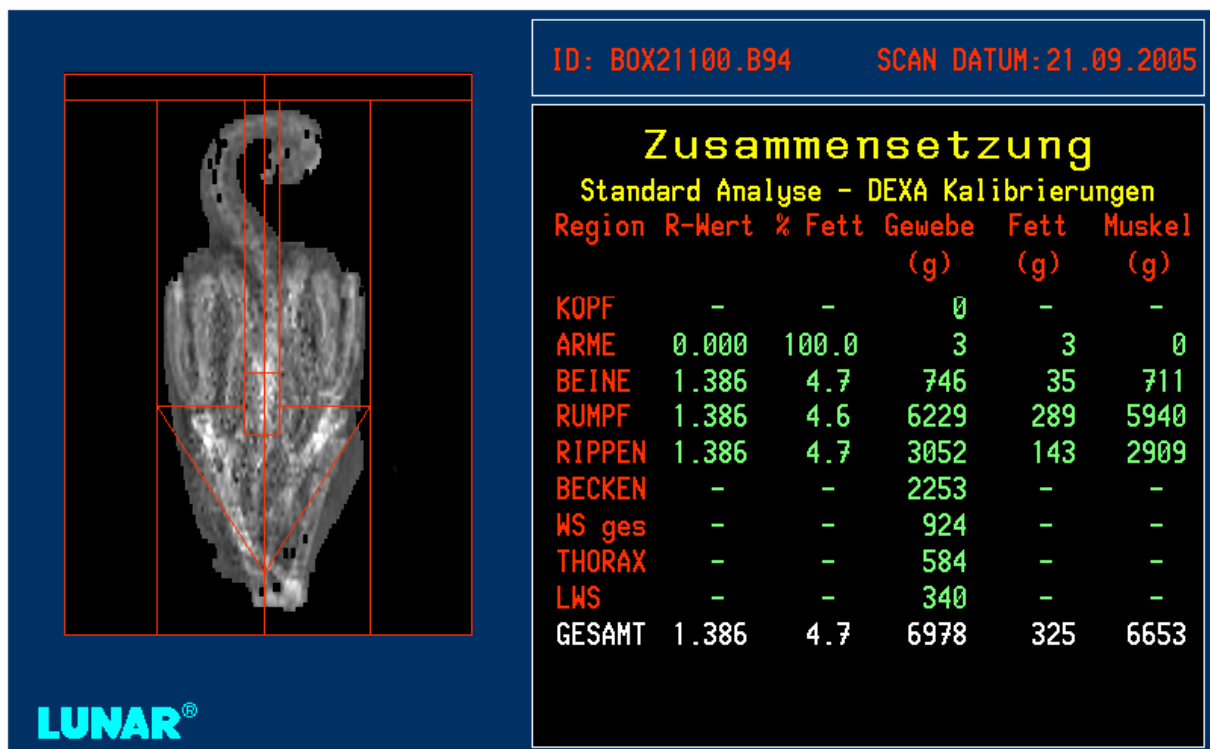 ID: BOX21100.B94 SCAN DATUM:21.09.2005
Zusammensetzung
Standard Analyse - DEXA Kalibrierungen
Region R-Wert % Fett Gewebe Fett Muskel
(g) (g) (g)
KOPF - - 0 - -
ARME 0.000 100.0 3 3 0
BEINE 1.386 4.7 746 35 711
RUMPF 1.386 4.6 6229 289 5940
RIPPEN 1.386 4.7 3052 143 2909
BECKEN - - 2253 - -
WS ges - - 924 - -
THORAX - - 584 - -
LWS - - 340 - -
GESAMT 1.386 4.7 6978 325 6653
LUNAR®